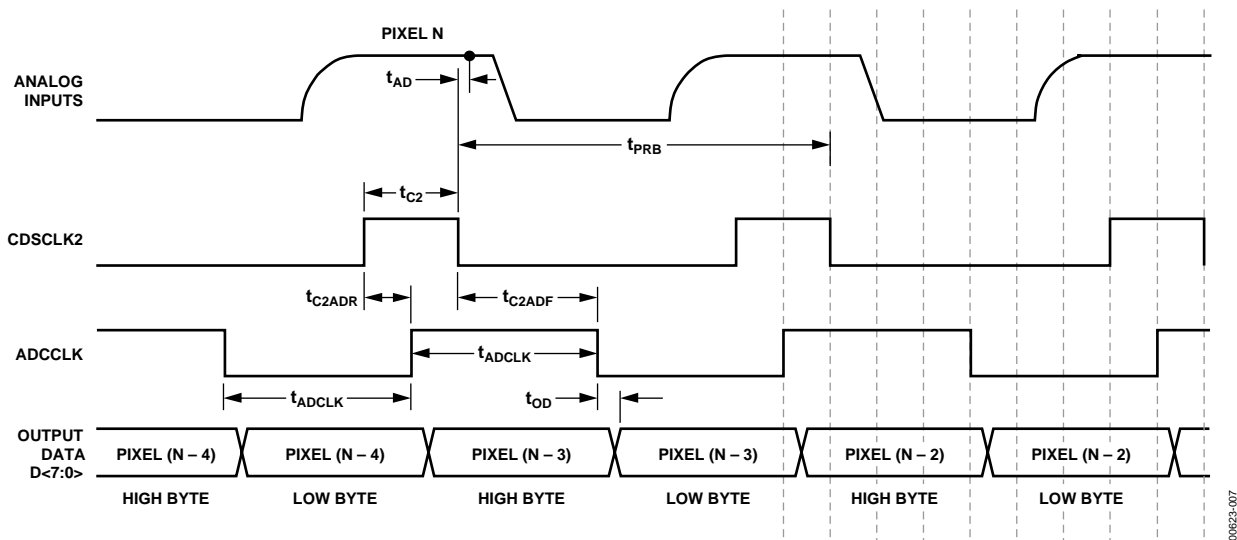 PIXEL N
ANALOG
INPUTS
tAD
tPRB
tC2
CDSCLK2
tC2ADR
tC2ADF
ADCCLK
tADCLK
tADCLK
tOD
OUTPUT
DATA
D<7:0>
PIXEL (N – 4)
PIXEL (N – 4)
PIXEL (N – 3)
PIXEL (N – 3)
PIXEL (N – 2)
PIXEL (N – 2)
HIGH BYTE
LOW BYTE
HIGH BYTE
LOW BYTE
HIGH BYTE
LOW BYTE
00623-007